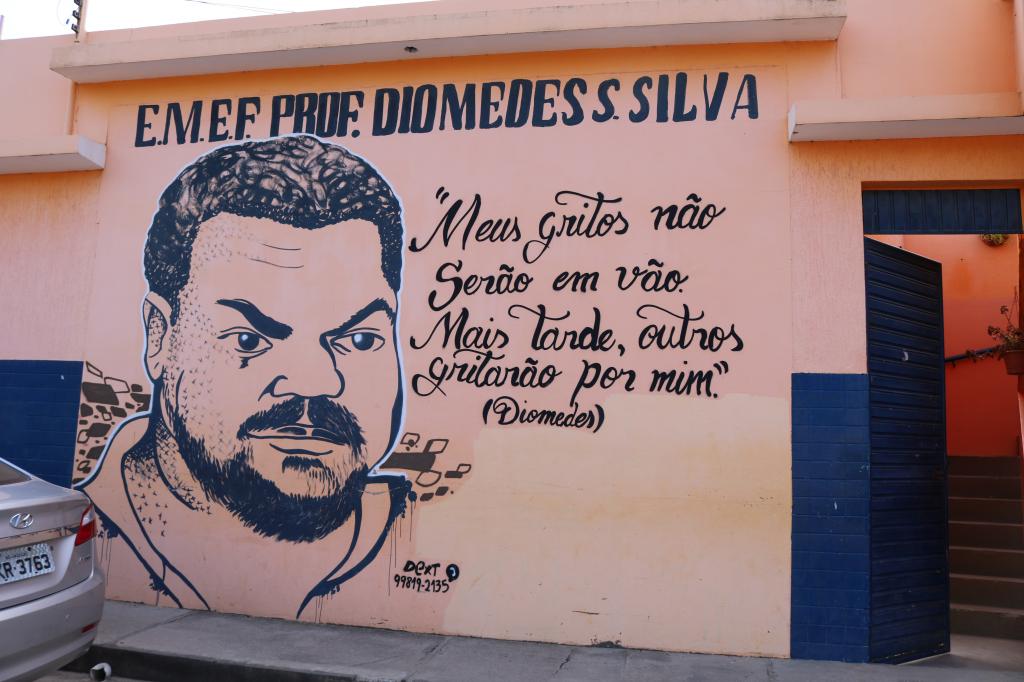 E.M.E.F. PROF. DIOMEDES S. SILVA
"Meus gritos não
Serão em vão.
Mais tarde, outros
gritarão por mim."
(Diomedes)
DEXT
99819-2135
R-3763